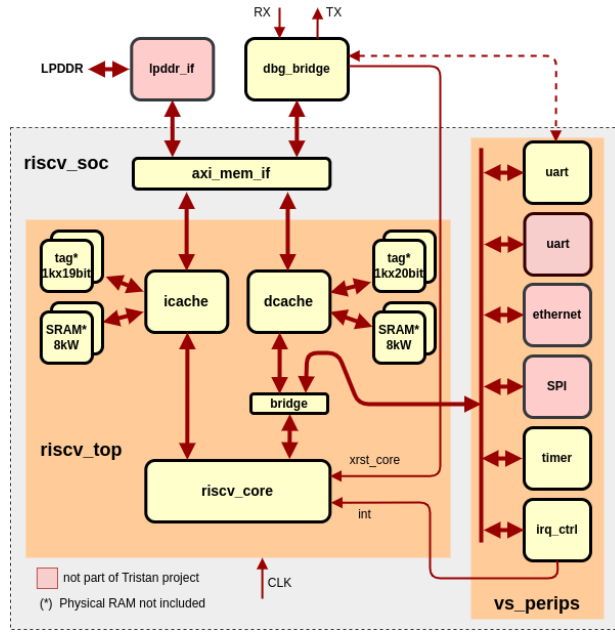 RX
TX
LPDDR
lpddr_if
dbg_bridge
riscv_soc
axi_mem_if
uart
tag*
1kx19bit
tag*
1kx20bit
uart
icache
dcache
ethernet
SRAM*
8kW
SRAM*
8kW
SPI
bridge
riscv_top
xrst_core
timer
riscv_core
int
irq_ctrl
not part of Tristan project
CLK
(*) Physical RAM not included
vs_perips